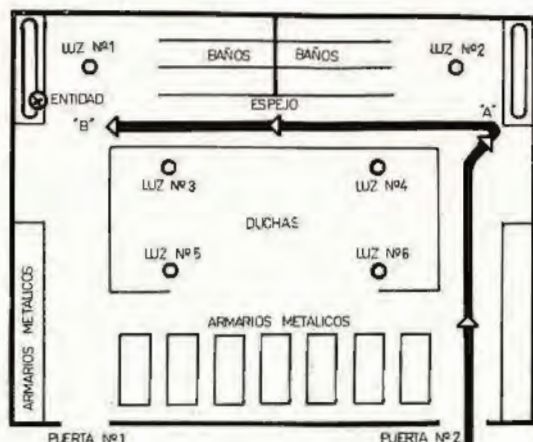 LUZ Nº1
BAÑOS
BAÑOS
LUZ Nº2
ENTIDAD
ESPEJO
"B"
"A"
LUZ Nº3
LUZ Nº4
DUCHAS
LUZ Nº5
LUZ Nº6
ARMARIOS METALICOS
ARMARIOS METALICOS
PUERTA Nº1
PUERTA Nº2